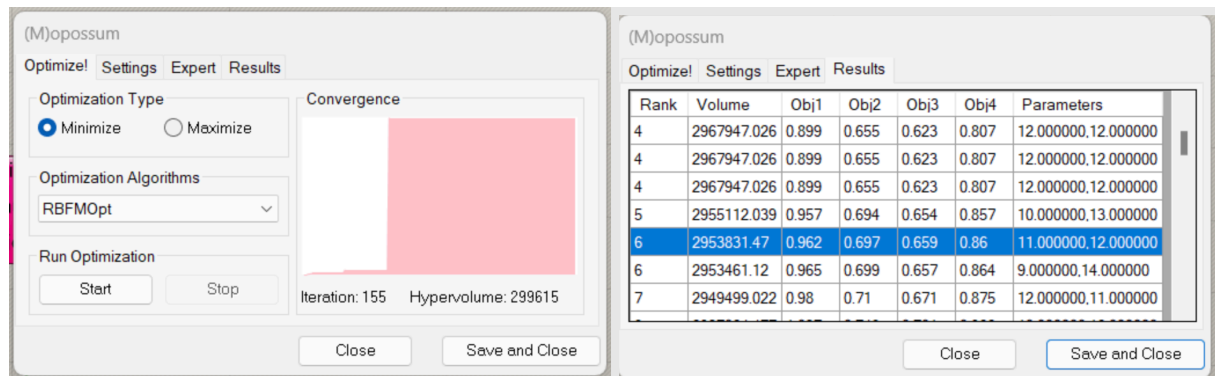 (M)opossum
Optimize! Settings Expert Results
Optimization Type
Minimize Maximize
Optimization Algorithms
RBFMOpt
Run Optimization
Start Stop
Convergence
Iteration: 155 Hypervolume: 299615
Close Save and Close
(M)opossum
Optimize! Settings Expert Results
Rank Volume Obj1 Obj2 Obj3 Obj4 Parameters
4 2967947.026 0.899 0.655 0.623 0.807 12.000000,12.000000
4 2967947.026 0.899 0.655 0.623 0.807 12.000000,12.000000
4 2967947.026 0.899 0.655 0.623 0.807 12.000000,12.000000
5 2955112.039 0.957 0.694 0.654 0.857 10.000000,13.000000
6 2953831.47 0.962 0.697 0.659 0.86 11.000000,12.000000
6 2953461.12 0.965 0.699 0.657 0.864 9.000000,14.000000
7 2949499.022 0.98 0.71 0.671 0.875 12.000000,11.000000
Close Save and Close